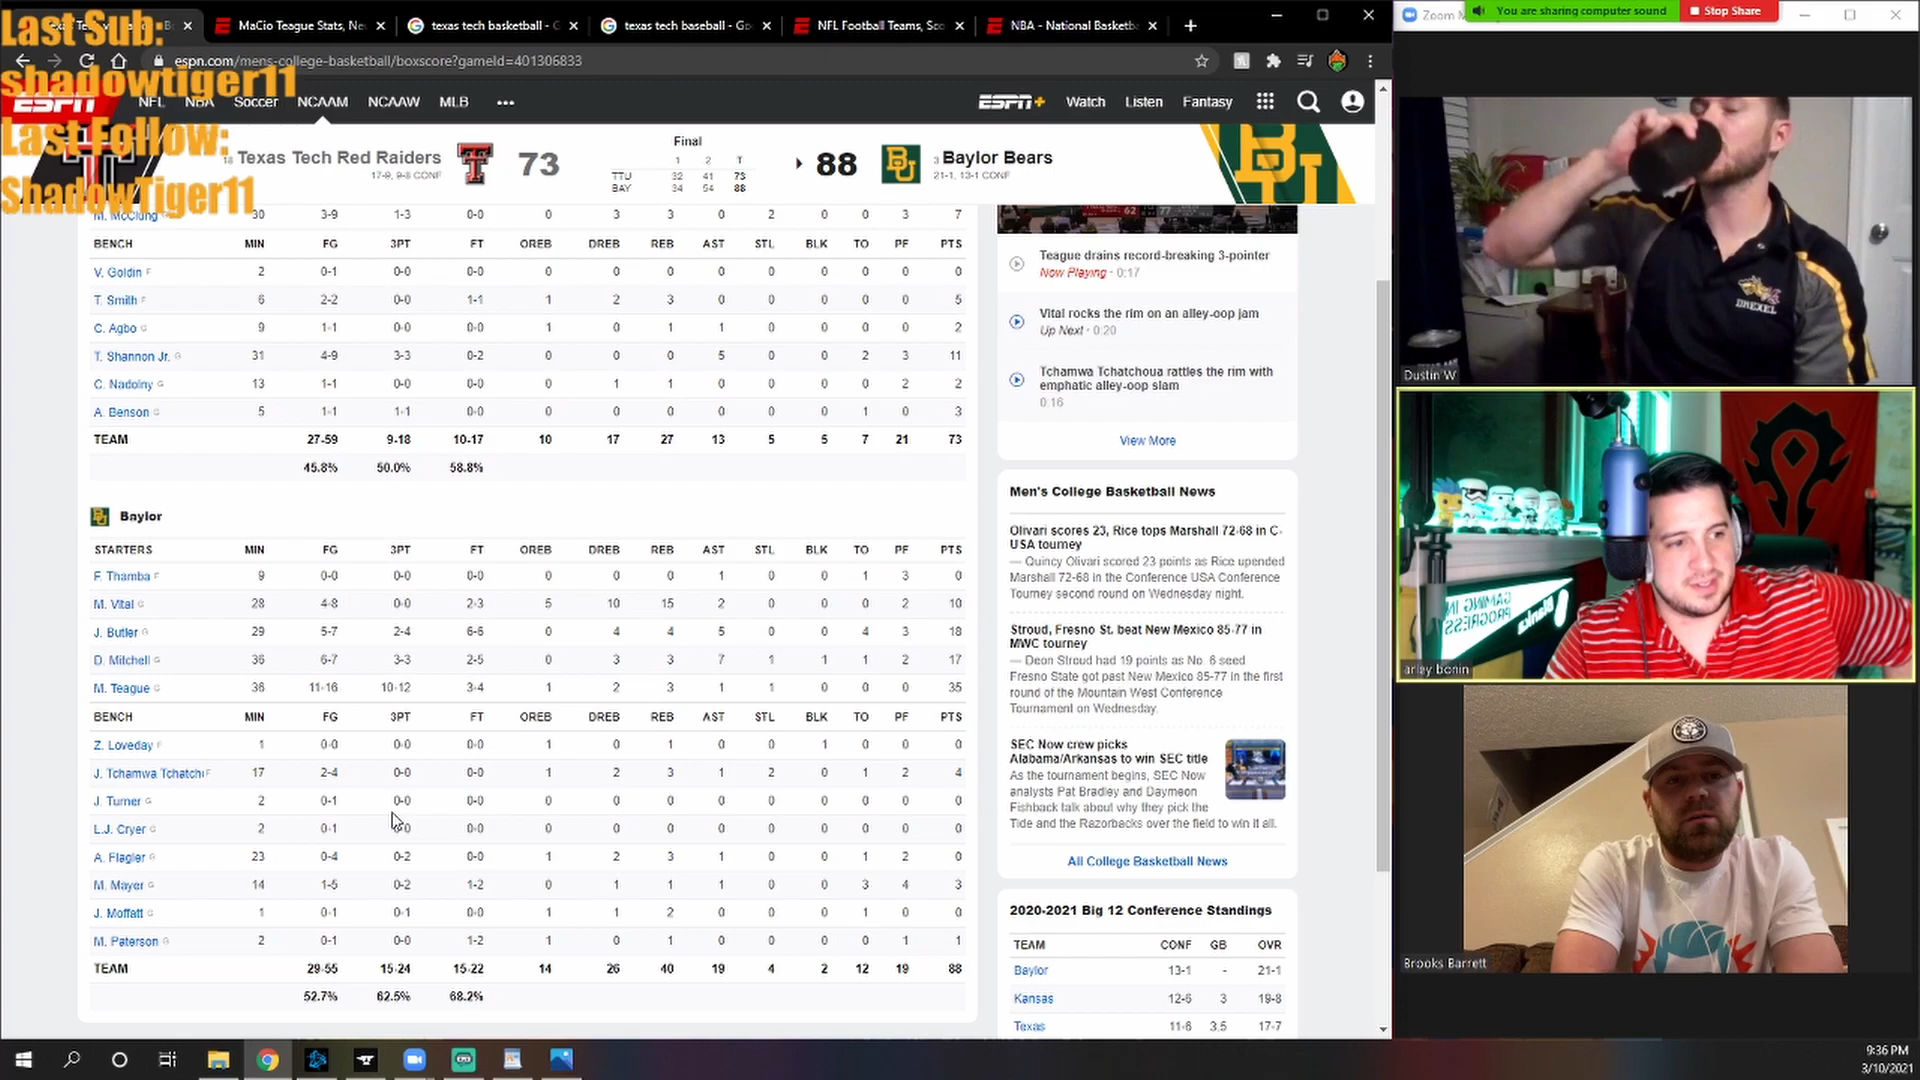 Last Sub:
shadowtiger11
Last Follow:
ShadowTiger11
MaCio Teague Stats, Ne
texas tech basketball - G
texas tech baseball - Go
NFL Football Teams, Sco
NBA - National Basketb
espn.com/mens-college-basketball/boxscore?gameId=401306833
ESPN NFL NBA Soccer NCAAM NCAAW MLB
ESPN+ Watch Listen Fantasy
18 Texas Tech Red Raiders 73
17-9, 9-8 CONF
Final
1 2 T
TTU 32 41 73
BAY 34 54 88
88 3 Baylor Bears
21-1, 13-1 CONF
M. McClung 30 3-9 1-3 0-0 0 3 3 0 2 0 0 3 7
BENCH MIN FG 3PT FT OREB DREB REB AST STL BLK TO PF PTS
V. Goldin F 2 0-1 0-0 0-0 0 0 0 0 0 0 0 0 0
T. Smith F 6 2-2 0-0 1-1 1 2 3 0 0 0 0 0 5
C. Agbo G 9 1-1 0-0 0-0 1 0 1 1 0 0 0 0 2
T. Shannon Jr. G 31 4-9 3-3 0-2 0 0 0 5 0 0 2 3 11
C. Nadolny G 13 1-1 0-0 0-0 0 1 1 0 0 0 0 2 2
A. Benson G 5 1-1 1-1 0-0 0 0 0 0 0 0 1 0 3
TEAM 27-59 9-18 10-17 10 17 27 13 5 5 7 21 73
45.8% 50.0% 58.8%
Baylor
STARTERS MIN FG 3PT FT OREB DREB REB AST STL BLK TO PF PTS
F. Thamba F 9 0-0 0-0 0-0 0 0 0 1 0 0 1 3 0
M. Vital G 28 4-8 0-0 2-3 5 10 15 2 0 0 0 2 10
J. Butler G 29 5-7 2-4 6-6 0 4 4 5 0 0 4 3 18
D. Mitchell G 36 6-7 3-3 2-5 0 3 3 7 1 1 1 2 17
M. Teague G 36 11-16 10-12 3-4 1 2 3 1 1 0 0 0 35
BENCH MIN FG 3PT FT OREB DREB REB AST STL BLK TO PF PTS
Z. Loveday F 1 0-0 0-0 0-0 1 0 1 0 0 1 0 0 0
J. Tchamwa Tchatch F 17 2-4 0-0 0-0 1 2 3 1 2 0 1 2 4
J. Turner G 2 0-1 0-0 0-0 0 0 0 0 0 0 0 0 0
L.J. Cryer G 2 0-1 0-0 0-0 0 0 0 0 0 0 0 0 0
A. Flagler G 23 0-4 0-2 0-0 1 2 3 1 0 0 1 2 0
M. Mayer G 14 1-5 0-2 1-2 0 1 1 1 0 0 3 4 3
J. Moffatt G 1 0-1 0-1 0-0 1 1 2 0 0 0 1 0 0
M. Paterson G 2 0-1 0-0 1-2 1 0 1 0 0 0 0 1 1
TEAM 29-55 15-24 15-22 14 26 40 19 4 2 12 19 88
52.7% 62.5% 68.2%
Teague drains record-breaking 3-pointer
Now Playing · 0:17
Vital rocks the rim on an alley-oop jam
Up Next · 0:20
Tchamwa Tchatchoua rattles the rim with
emphatic alley-oop slam
0:16
View More
Men's College Basketball News
Olivari scores 23, Rice tops Marshall 72-68 in C-
USA tourney
— Quincy Olivari scored 23 points as Rice upended
Marshall 72-68 in the Conference USA Conference
Tourney second round on Wednesday night.
Stroud, Fresno St. beat New Mexico 85-77 in
MWC tourney
— Deon Stroud had 19 points as No. 6 seed
Fresno State got past New Mexico 85-77 in the first
round of the Mountain West Conference
Tournament on Wednesday.
SEC Now crew picks
Alabama/Arkansas to win SEC title
As the tournament begins, SEC Now
analysts Pat Bradley and Daymeon
Fishback talk about why they pick the
Tide and the Razorbacks over the field to win it all.
All College Basketball News
2020-2021 Big 12 Conference Standings
TEAM CONF GB OVR
Baylor 13-1 - 21-1
Kansas 12-6 3 19-8
Texas 11-6 3.5 17-7
Zoom
You are sharing computer sound
Stop Share
DREXEL
Dustin W
GAMING IN
PROGRESS
arley bonin
Brooks Barrett
9:36 PM
3/10/2021